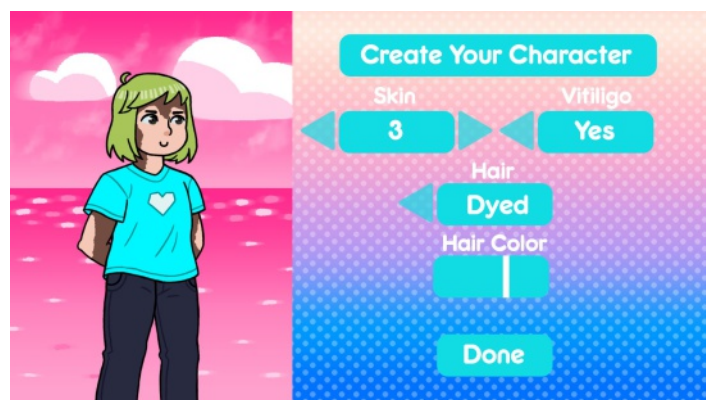 Create Your Character
Skin
Vitiligo
3
Yes
Hair
Dyed
Hair Color
Done